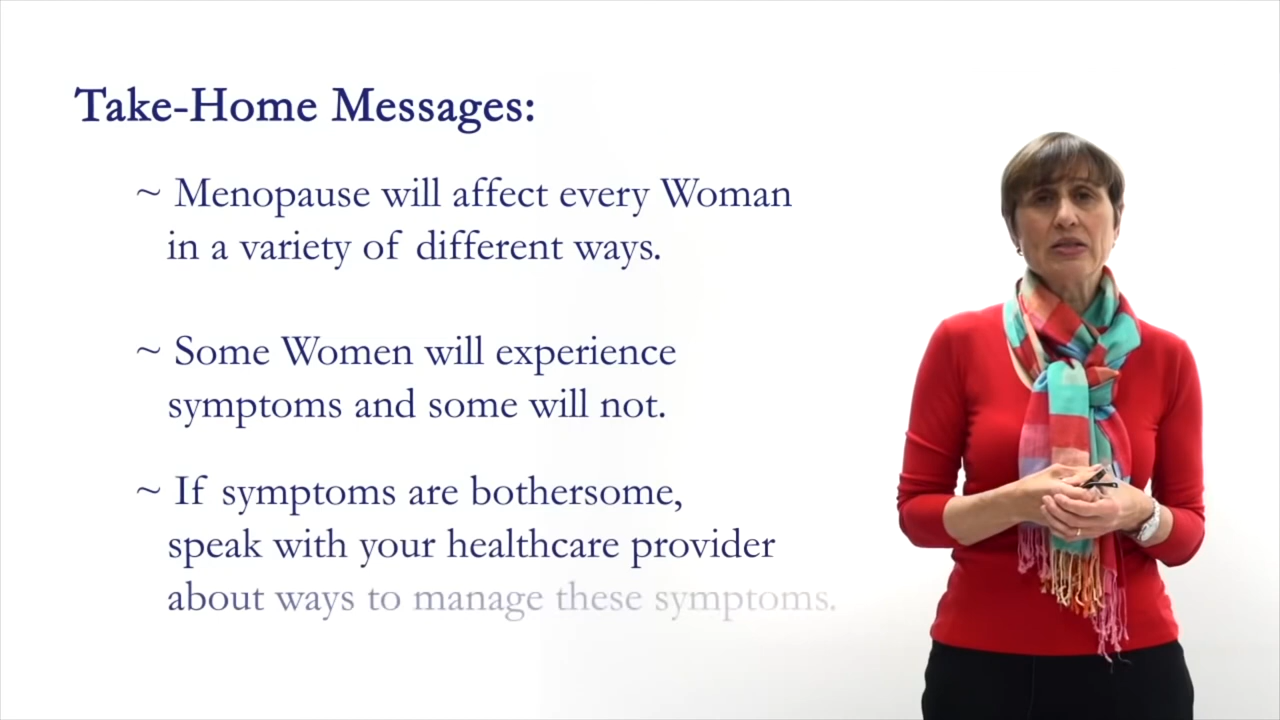 Take-Home Messages:
~ Menopause will affect every Woman
in a variety of different ways.
~ Some Women will experience
symptoms and some will not.
~ If symptoms are bothersome,
speak with your healthcare provider
about ways to manage these symptoms.